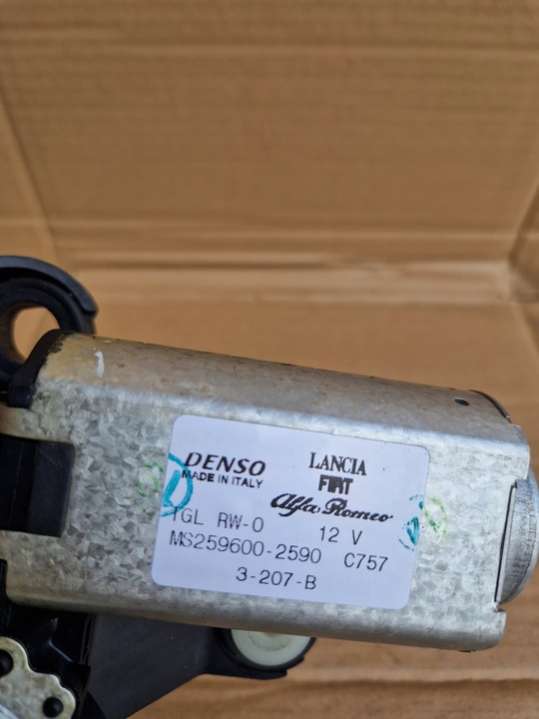 DENSO LANCIA
MADE IN ITALY FIAT
Alfa Romeo
TGL RW-0 12 V
MS259600-2590 C757
3-207-B